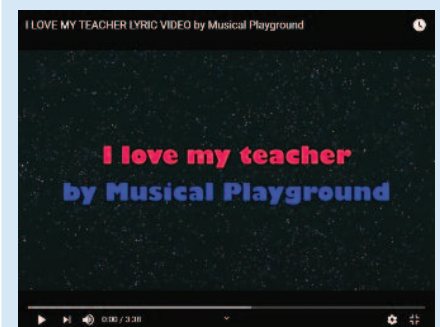 I LOVE MY TEACHER LYRIC VIDEO by Musical Playground
I love my teacher
by Musical Playground
0:00 / 3:38